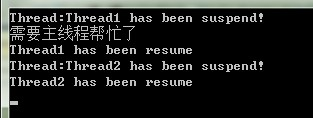 Thread:Thread1 has been suspend!
需要主线程帮忙了
Thread1 has been resume
Thread:Thread2 has been suspend!
Thread2 has been resume